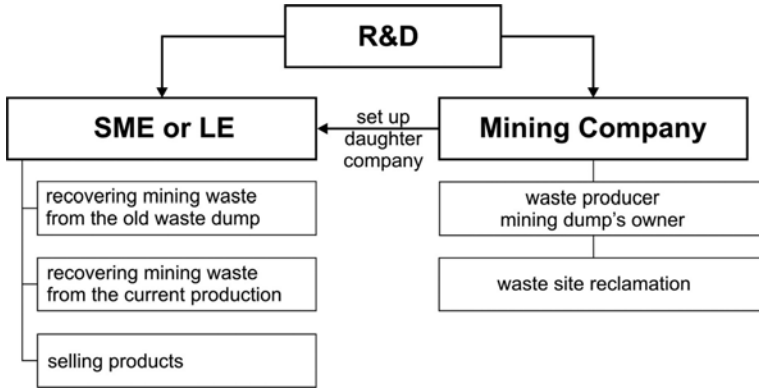 R&D
SME or LE
set up
daughter
company
Mining Company
recovering mining waste
from the old waste dump
recovering mining waste
from the current production
selling products
waste producer
mining dump's owner
waste site reclamation